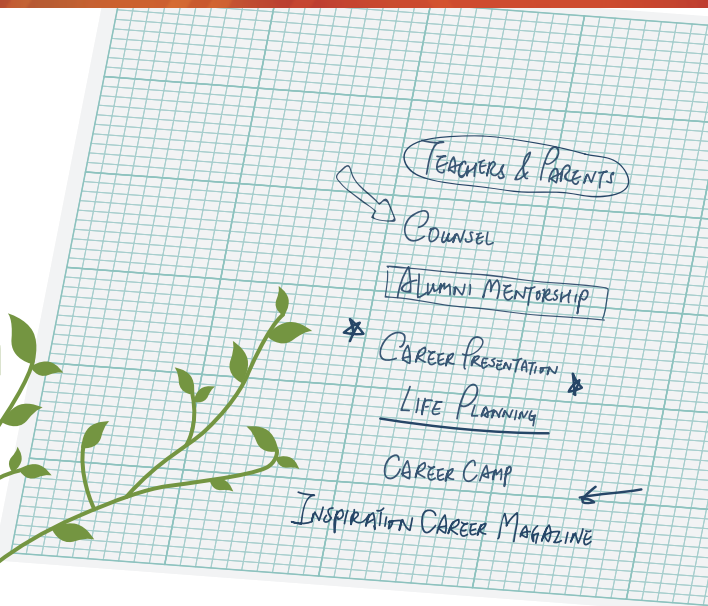 TEACHERS & PARENTS
COUNSEL
ALUMNI MENTORSHIP
CAREER PRESENTATION
LIFE PLANNING
CAREER CAMP
INSPIRATION CAREER MAGAZINE